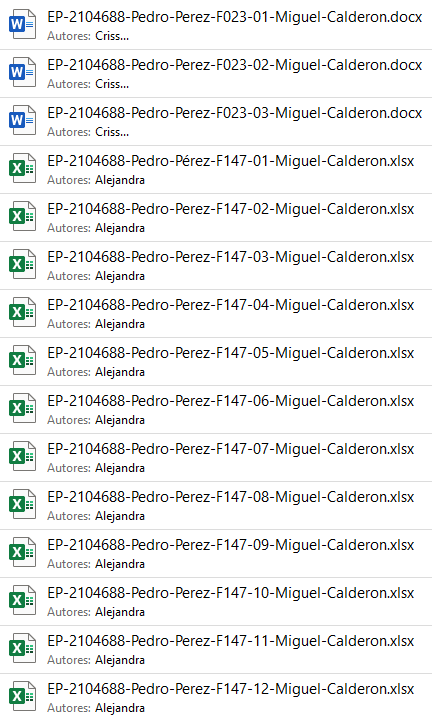 EP-2104688-Pedro-Perez-F023-01-Miguel-Calderon.docx
Autores: Criss...
EP-2104688-Pedro-Perez-F023-02-Miguel-Calderon.docx
Autores: Criss...
EP-2104688-Pedro-Perez-F023-03-Miguel-Calderon.docx
Autores: Criss...
EP-2104688-Pedro-Pérez-F147-01-Miguel-Calderon.xlsx
Autores: Alejandra
EP-2104688-Pedro-Perez-F147-02-Miguel-Calderon.xlsx
Autores: Alejandra
EP-2104688-Pedro-Perez-F147-03-Miguel-Calderon.xlsx
Autores: Alejandra
EP-2104688-Pedro-Perez-F147-04-Miguel-Calderon.xlsx
Autores: Alejandra
EP-2104688-Pedro-Perez-F147-05-Miguel-Calderon.xlsx
Autores: Alejandra
EP-2104688-Pedro-Perez-F147-06-Miguel-Calderon.xlsx
Autores: Alejandra
EP-2104688-Pedro-Perez-F147-07-Miguel-Calderon.xlsx
Autores: Alejandra
EP-2104688-Pedro-Perez-F147-08-Miguel-Calderon.xlsx
Autores: Alejandra
EP-2104688-Pedro-Perez-F147-09-Miguel-Calderon.xlsx
Autores: Alejandra
EP-2104688-Pedro-Perez-F147-10-Miguel-Calderon.xlsx
Autores: Alejandra
EP-2104688-Pedro-Perez-F147-11-Miguel-Calderon.xlsx
Autores: Alejandra
EP-2104688-Pedro-Perez-F147-12-Miguel-Calderon.xlsx
Autores: Alejandra